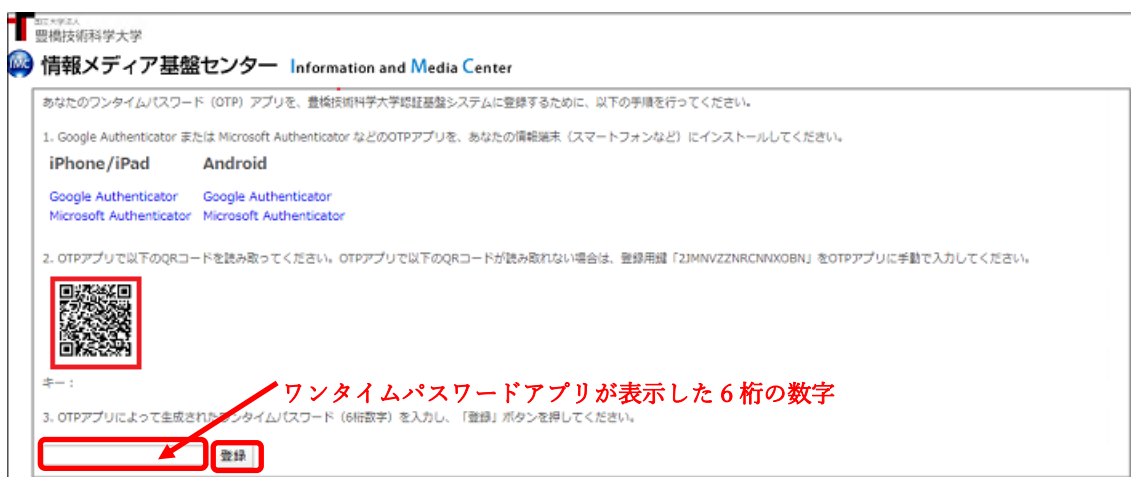 国立大学法人
豊橋技術科学大学
情報メディア基盤センター Information and Media Center
あなたのワンタイムパスワード（OTP）アプリを、豊橋技術科学大学認証基盤システムに登録するために、以下の手順を行ってください。
1. Google Authenticator または Microsoft Authenticator などのOTPアプリを、あなたの情報端末（スマートフォンなど）にインストールしてください。
iPhone/iPad Android
Google Authenticator Google Authenticator
Microsoft Authenticator Microsoft Authenticator
2. OTPアプリで以下のQRコードを読み取ってください。OTPアプリで以下のQRコードが読み取れない場合は、登録用鍵「2JMNVZZNRCNNXOBN」をOTPアプリに手動で入力してください。
キー：
ワンタイムパスワードアプリが表示した 6 桁の数字
3. OTPアプリによって生成されたワンタイムパスワード（6桁数字）を入力し、「登録」ボタンを押してください。
登録